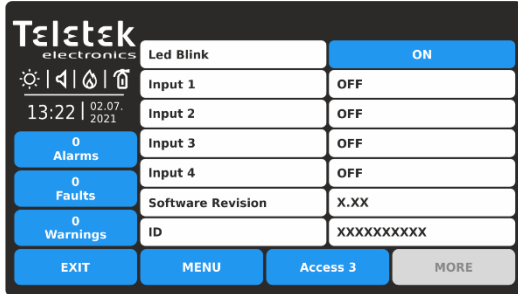 Teletek
electronics
13:22 02.07.
2021
0
Alarms
0
Faults
0
Warnings
Led Blink ON
Input 1 OFF
Input 2 OFF
Input 3 OFF
Input 4 OFF
Software Revision X.XX
ID XXXXXXXXXX
EXIT MENU Access 3 MORE